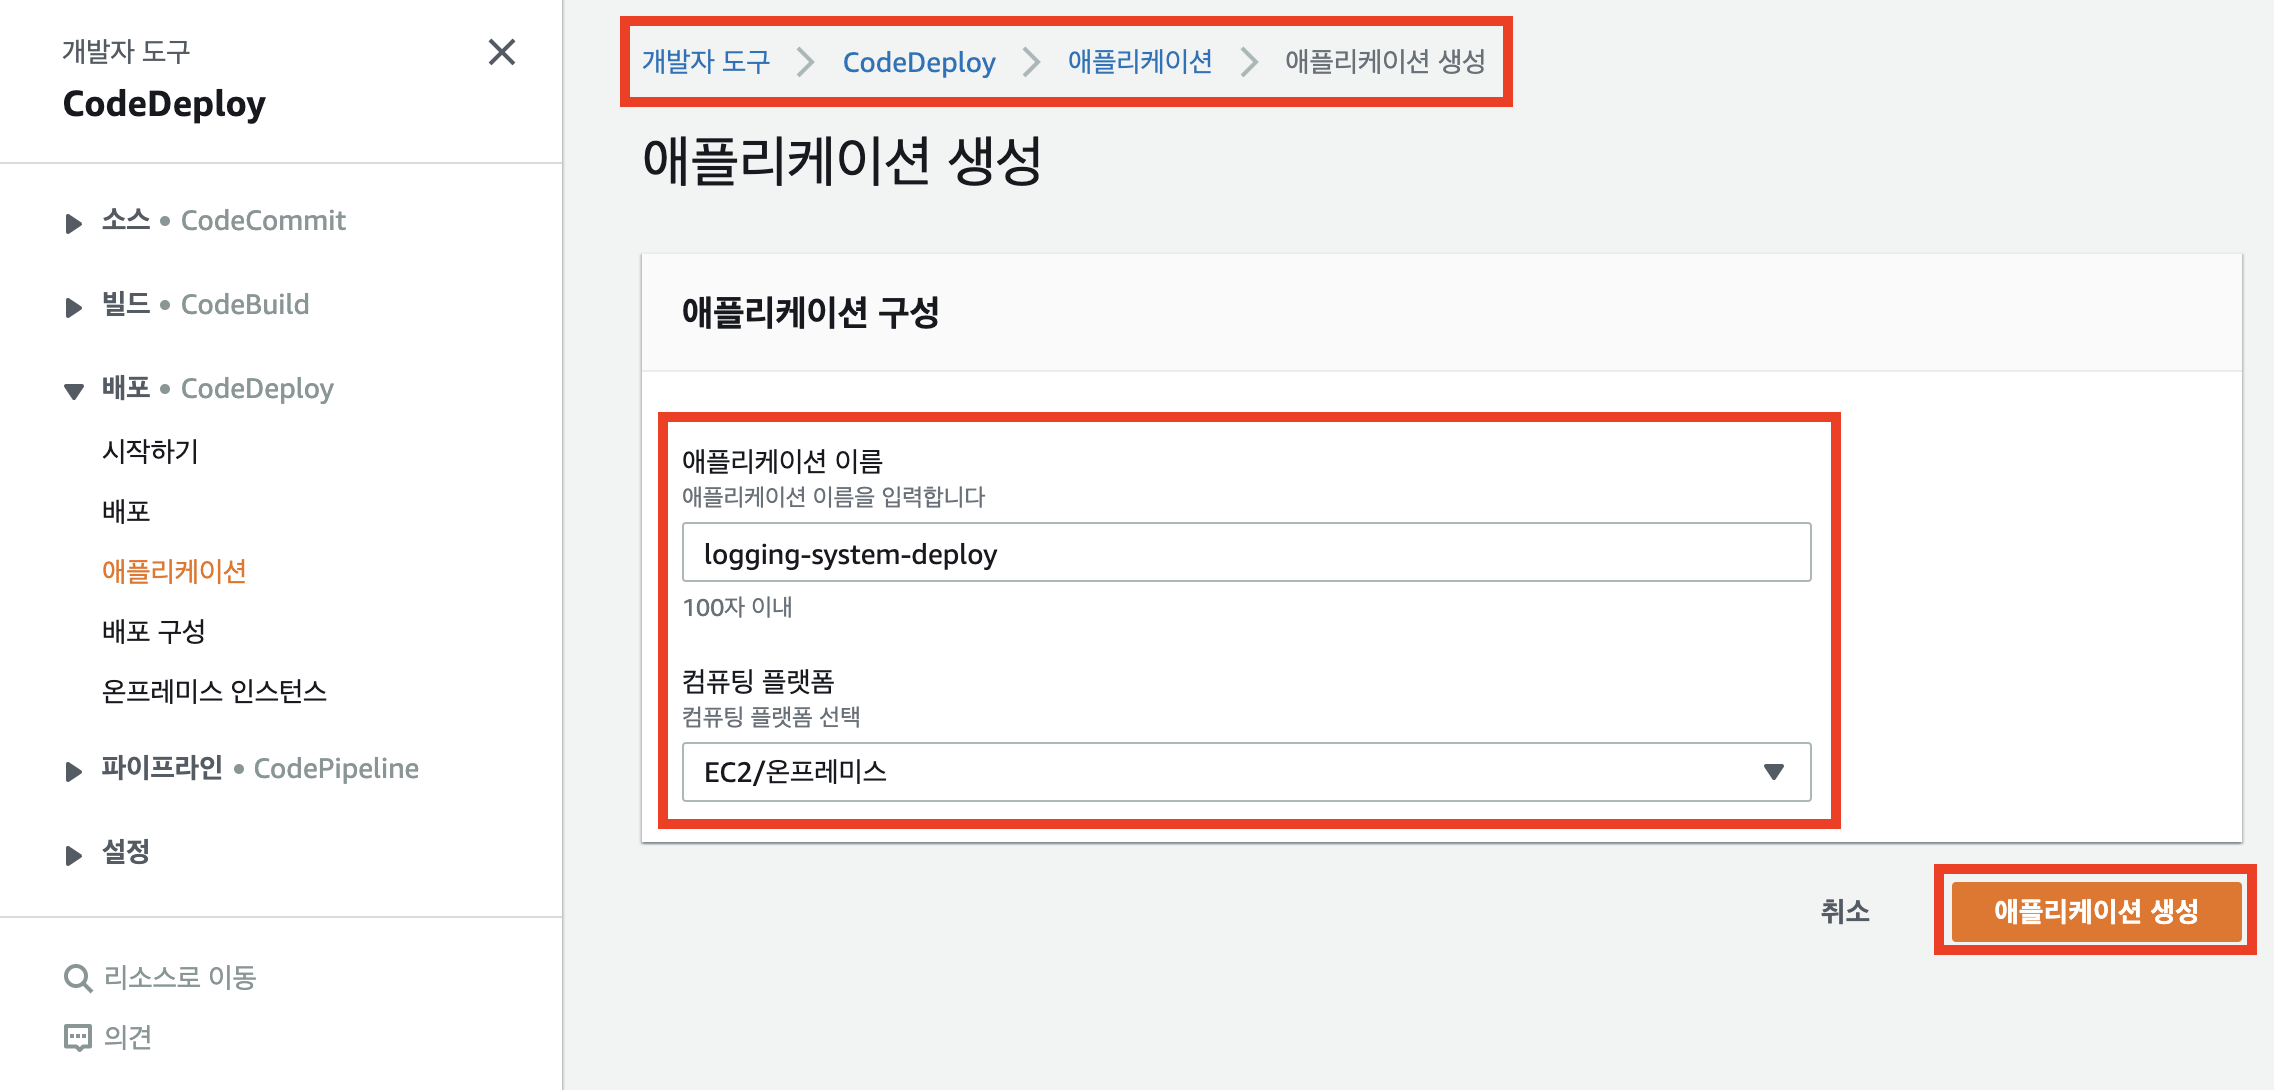 개발자 도구
CodeDeploy
소스 • CodeCommit
빌드 • CodeBuild
배포 • CodeDeploy
시작하기
배포
애플리케이션
배포 구성
온프레미스 인스턴스
파이프라인 • CodePipeline
설정
리소스로 이동
의견
개발자 도구 > CodeDeploy > 애플리케이션 > 애플리케이션 생성
애플리케이션 생성
애플리케이션 구성
애플리케이션 이름
애플리케이션 이름을 입력합니다
logging-system-deploy
100자 이내
컴퓨팅 플랫폼
컴퓨팅 플랫폼 선택
EC2/온프레미스
취소
애플리케이션 생성